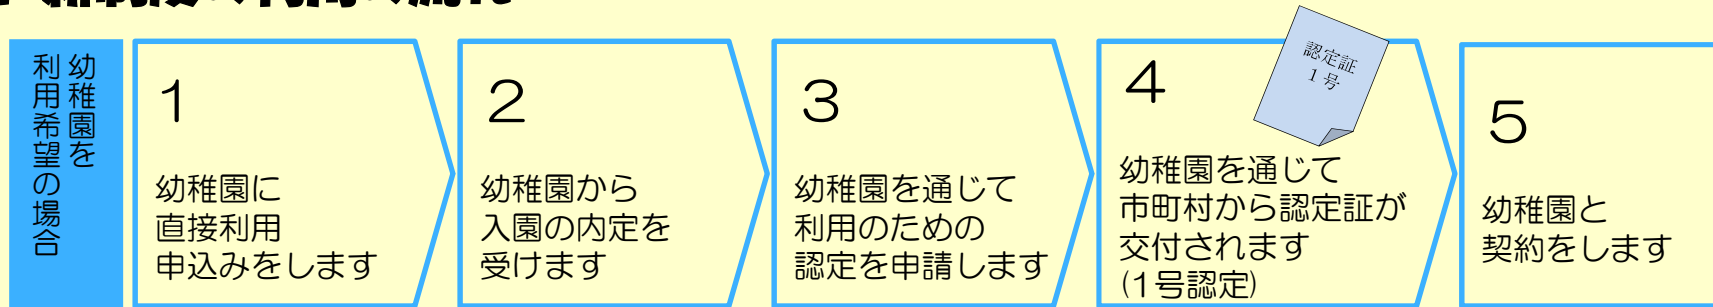 幼稚園を
利用希望の場合
1
幼稚園に
直接利用
申込みをします
2
幼稚園から
入園の内定を
受けます
3
幼稚園を通じて
利用のための
認定を申請します
4
認定証
1号
幼稚園を通じて
市町村から認定証が
交付されます
(1号認定)
5
幼稚園と
契約をします